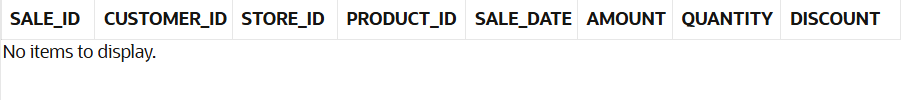 SALE_ID CUSTOMER_ID STORE_ID PRODUCT_ID SALE_DATE AMOUNT QUANTITY DISCOUNT
No items to display.